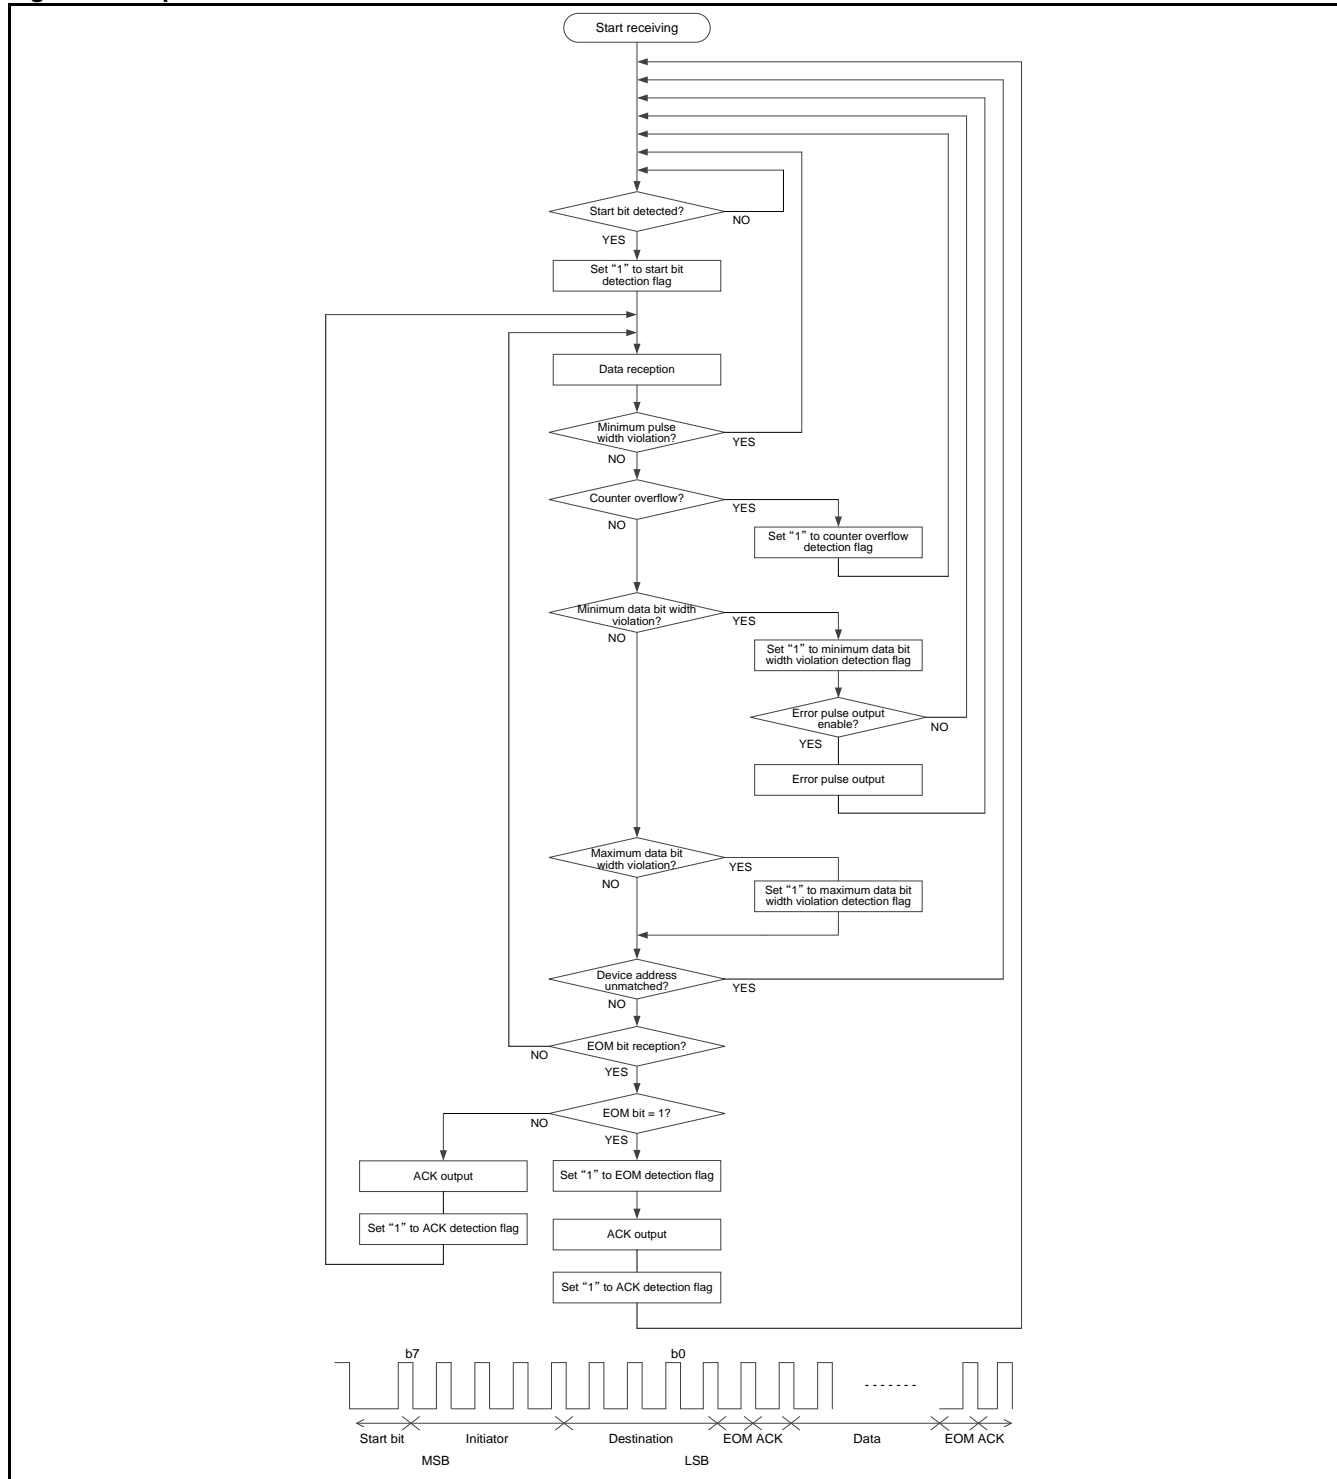 Start receiving
Start bit detected?
NO
YES
Set “1” to start bit
detection flag
Data reception
Minimum pulse
width violation?
YES
NO
Counter overflow?
YES
NO
Set “1” to counter overflow
detection flag
Minimum data bit width
violation?
YES
NO
Set “1” to minimum data bit
width violation detection flag
Error pulse output
enable?
NO
YES
Error pulse output
Maximum data bit
width violation?
YES
NO
Set “1” to maximum data bit
width violation detection flag
Device address
unmatched?
YES
NO
EOM bit reception?
NO
YES
EOM bit = 1?
NO
YES
ACK output
Set “1” to EOM detection flag
Set “1” to ACK detection flag
ACK output
Set “1” to ACK detection flag
b7 b0
Start bit Initiator Destination EOM ACK Data EOM ACK
MSB LSB